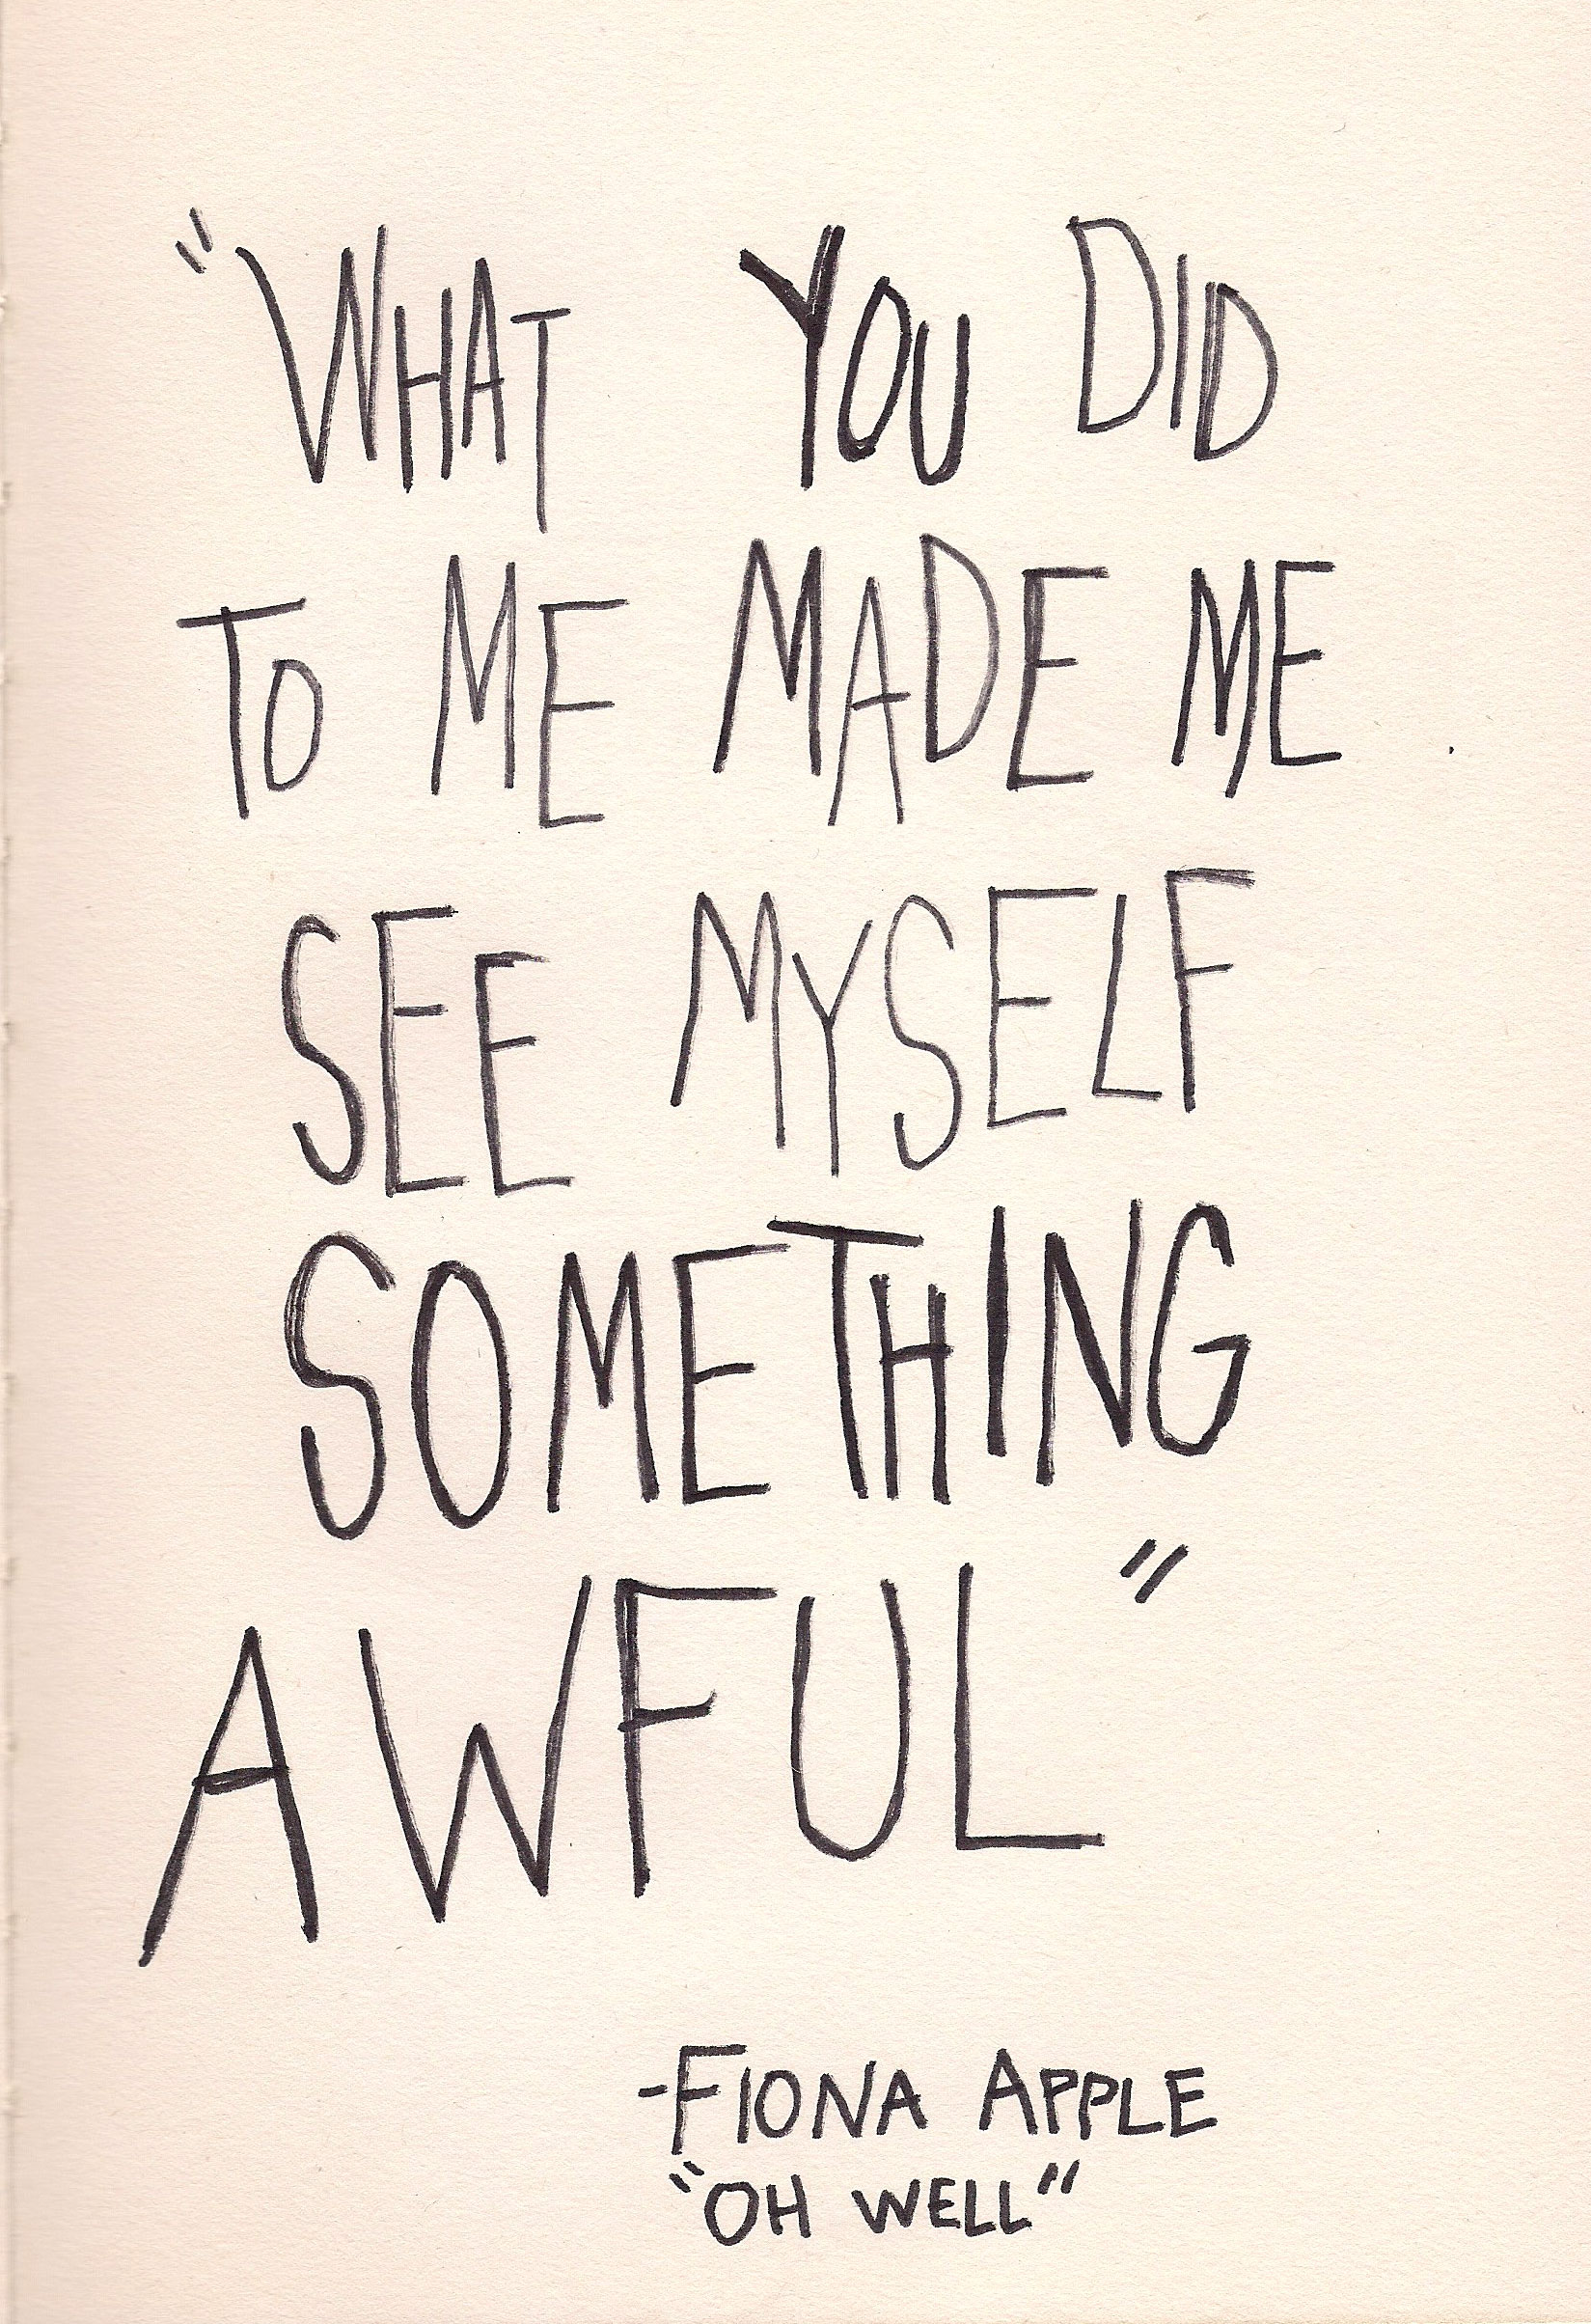 "WHAT YOU DID
TO ME MADE ME
SEE MYSELF
SOMETHING
AWFUL"
-FIONA APPLE
"OH WELL"